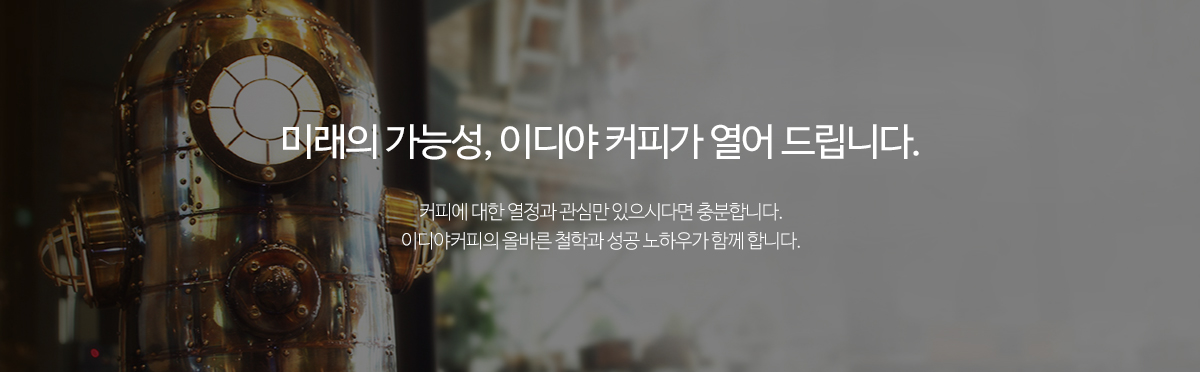 미래의 가능성, 이디야 커피가 열어 드립니다.
커피에 대한 열정과 관심만 있으시다면 충분합니다.
이디야커피의 올바른 철학과 성공 노하우가 함께 합니다.